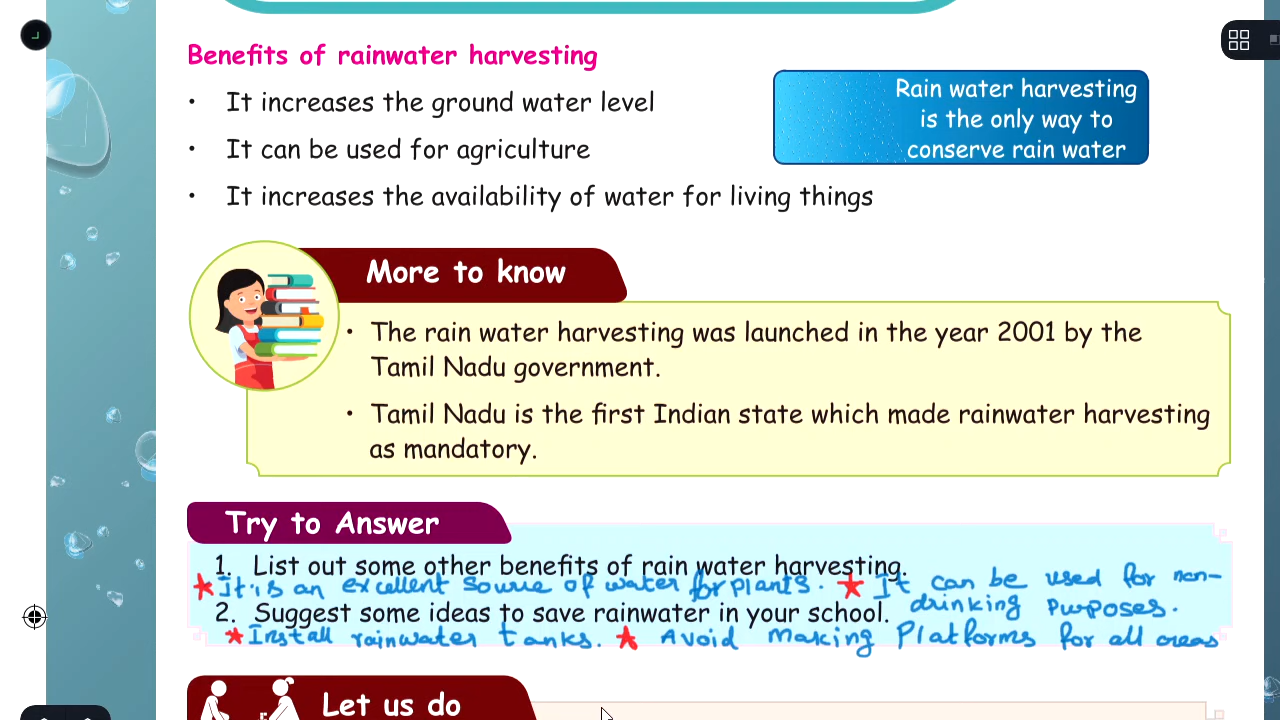 Benefits of rainwater harvesting
• It increases the ground water level
• It can be used for agriculture
• It increases the availability of water for living things
Rain water harvesting
is the only way to
conserve rain water
More to know
• The rain water harvesting was launched in the year 2001 by the
Tamil Nadu government.
• Tamil Nadu is the first Indian state which made rainwater harvesting
as mandatory.
Try to Answer
1. List out some other benefits of rain water harvesting.
★ It is an excellent source of water for plants. ★ It can be used for non-
drinking purposes.
2. Suggest some ideas to save rainwater in your school.
★ Install rainwater tanks. ★ Avoid making Platforms for all areas
Let us do